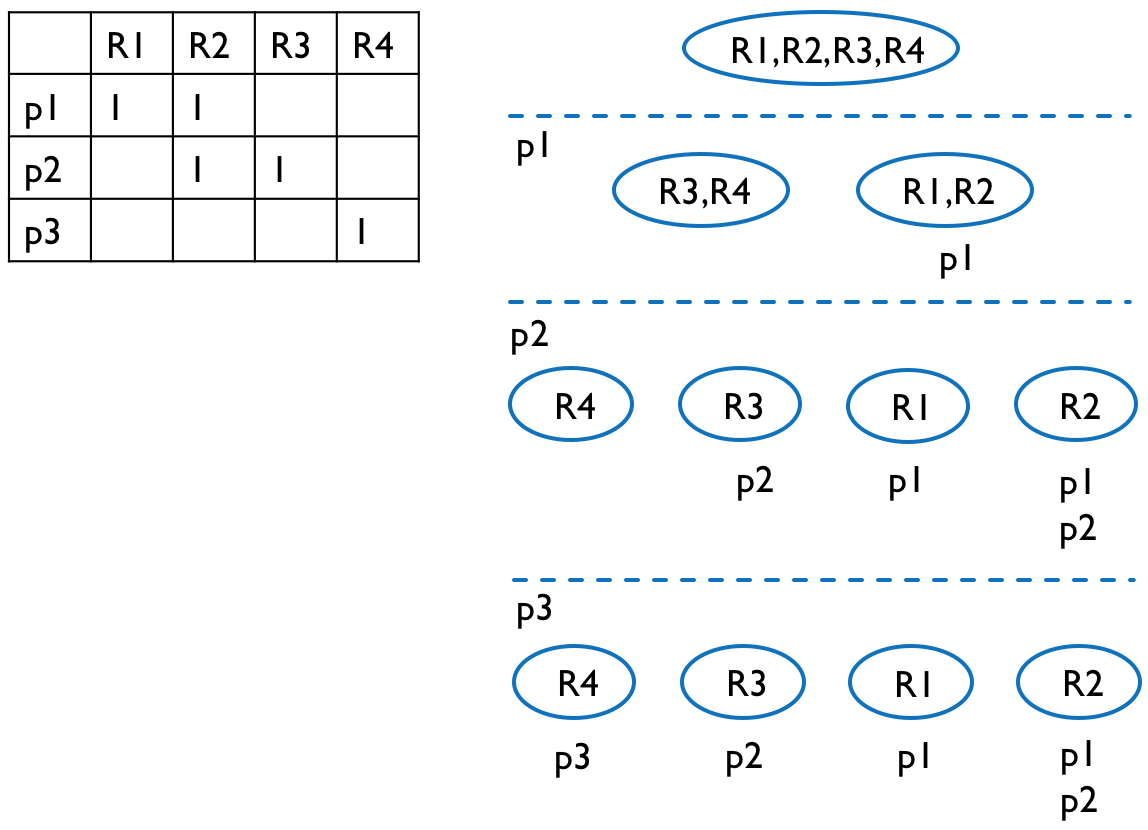 R1 R2 R3 R4
p1 1 1
p2 1 1
p3 1
R1,R2,R3,R4
p1
R3,R4 R1,R2
p1
p2
R4 R3 R1 R2
p2 p1 p1
p2
p3
R4 R3 R1 R2
p3 p2 p1 p1
p2